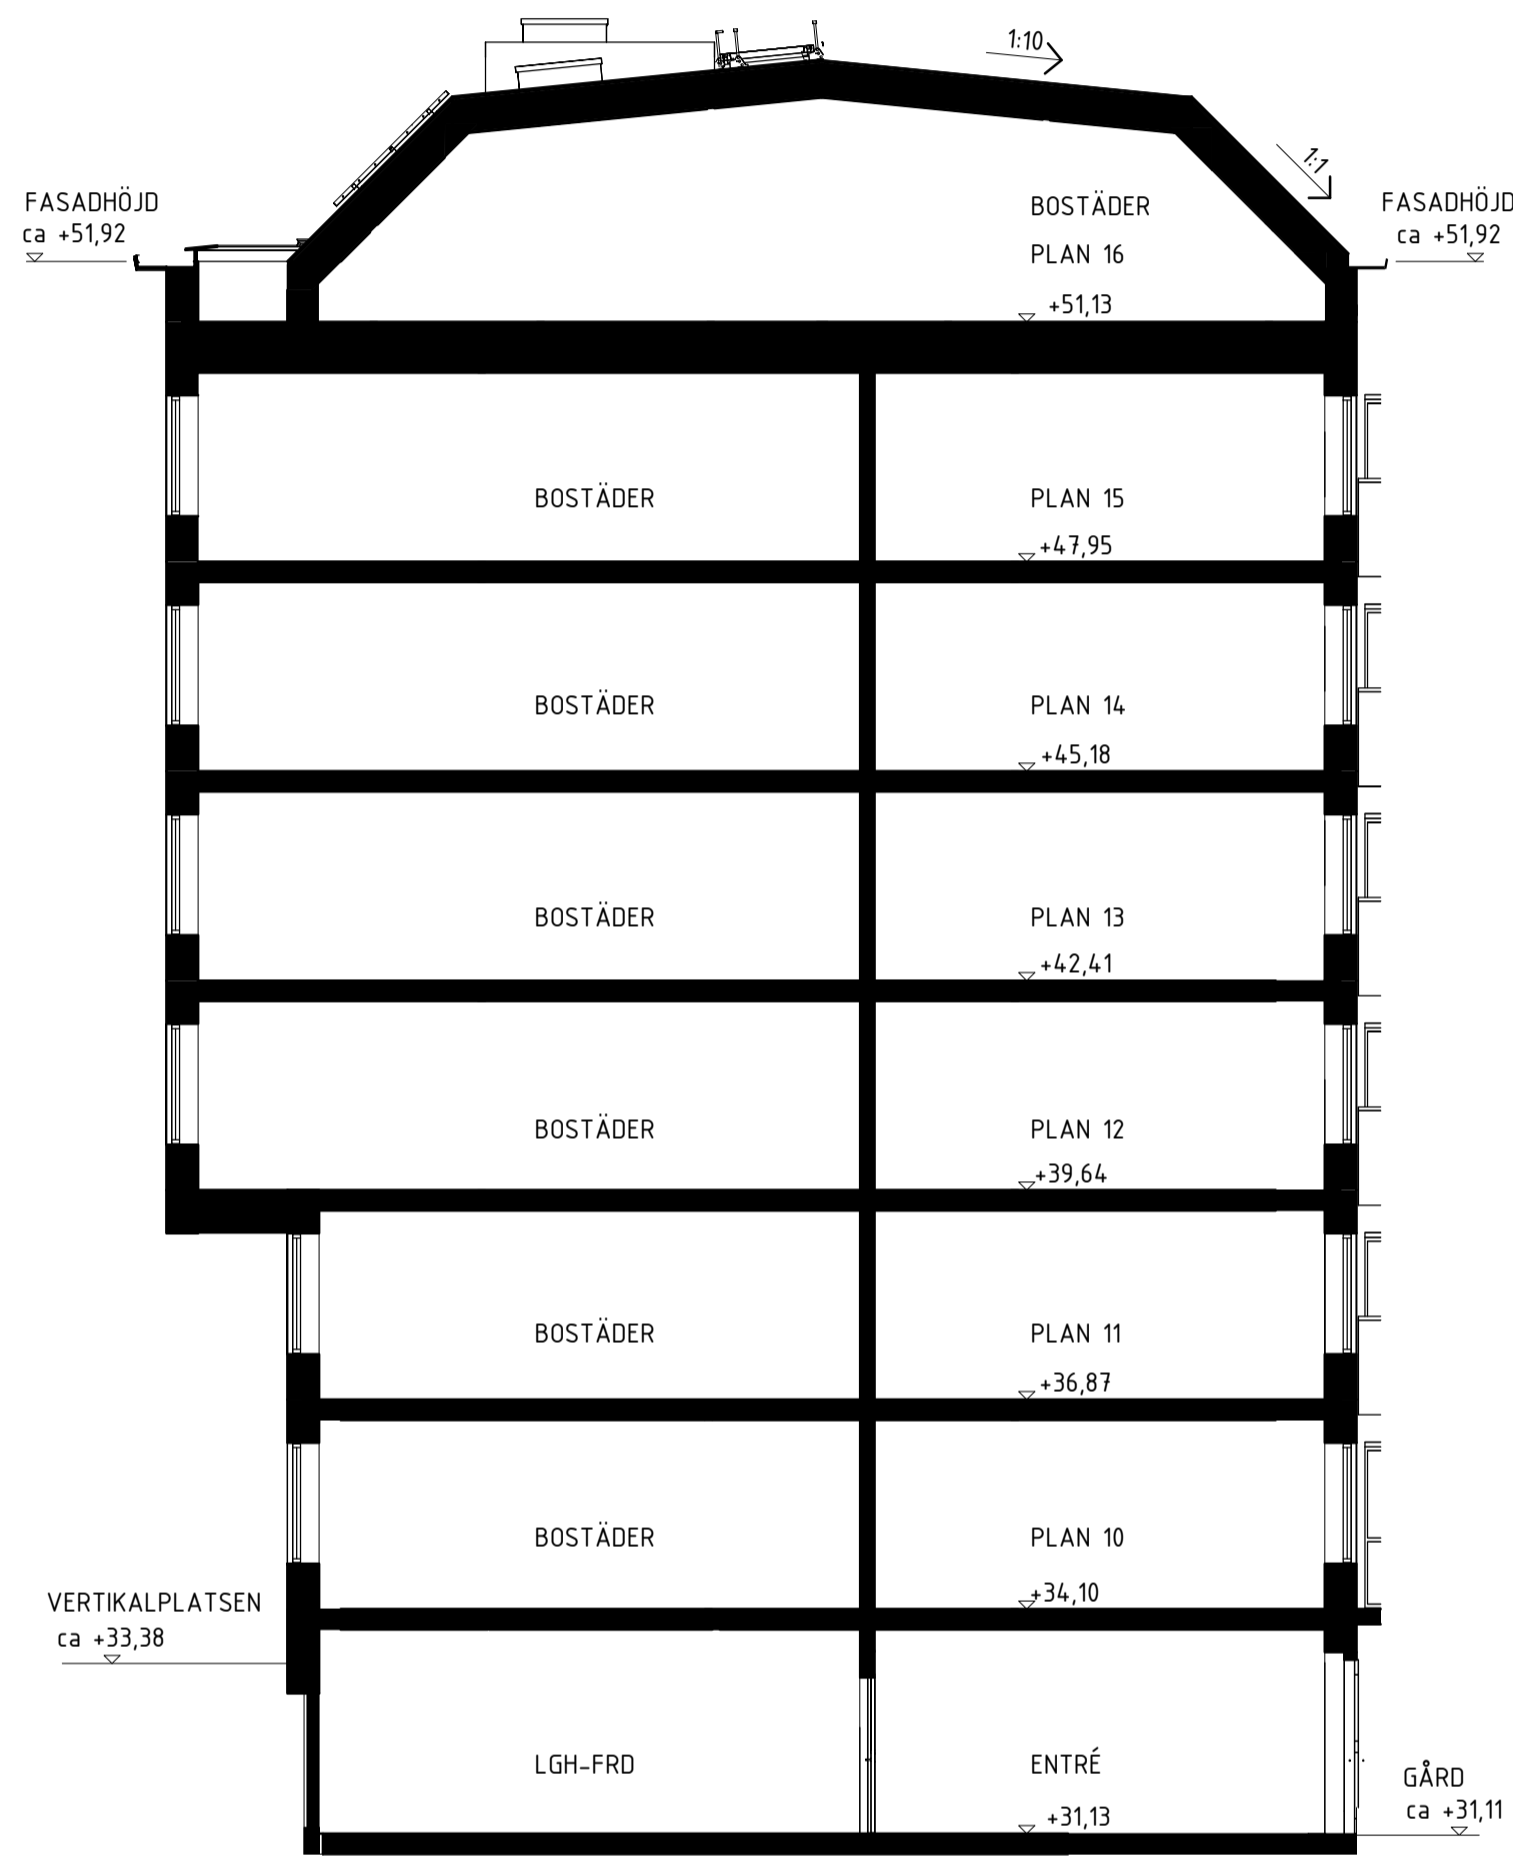 1:10
1:1
FASADHÖJD
ca +51,92
FASADHÖJD
ca +51,92
BOSTÄDER
PLAN 16
+51,13
BOSTÄDER
PLAN 15
+47,95
BOSTÄDER
PLAN 14
+45,18
BOSTÄDER
PLAN 13
+42,41
BOSTÄDER
PLAN 12
+39,64
BOSTÄDER
PLAN 11
+36,87
BOSTÄDER
PLAN 10
+34,10
VERTIKALPLATSEN
ca +33,38
LGH-FRD
ENTRÉ
+31,13
GÅRD
ca +31,11